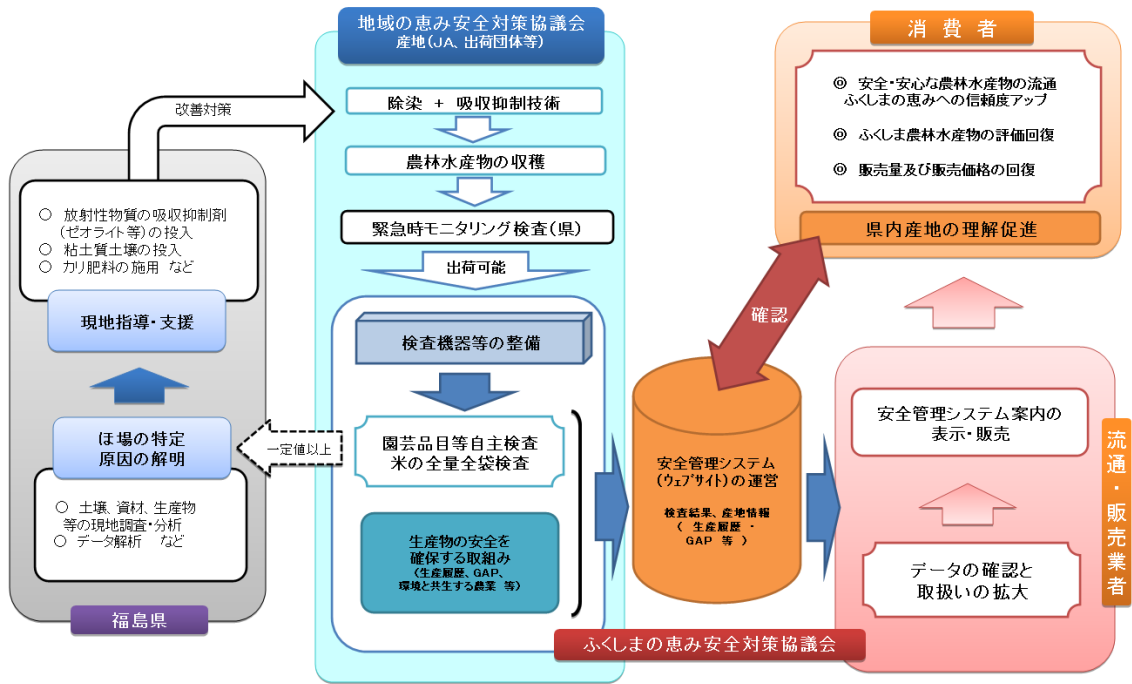 地域の恵み安全対策協議会
産地(JA、出荷団体等)
除染 + 吸収抑制技術
農林水産物の収穫
緊急時モニタリング検査(県)
出荷可能
検査機器等の整備
園芸品目等自主検査
米の全量全袋検査
生産物の安全を
確保する取組み
(生産履歴、GAP、
環境と共生する農業 等)
一定値以上
改善対策
○ 放射性物質の吸収抑制剤
(ゼオライト等)の投入
○ 粘土質土壌の投入
○ カリ肥料の施用 など
現地指導・支援
ほ場の特定
原因の解明
○ 土壌、資材、生産物
等の現地調査・分析
○ データ解析 など
福島県
安全管理システム
(ウェブサイト)の運営
検査結果、産地情報
( 生産履歴 ・
GAP 等 )
確認
ふくしまの恵み安全対策協議会
消費者
◎ 安全・安心な農林水産物の流通
ふくしまの恵みへの信頼度アップ
◎ ふくしま農林水産物の評価回復
◎ 販売量及び販売価格の回復
県内産地の理解促進
安全管理システム案内の
表示・販売
データの確認と
取扱いの拡大
流通・販売業者